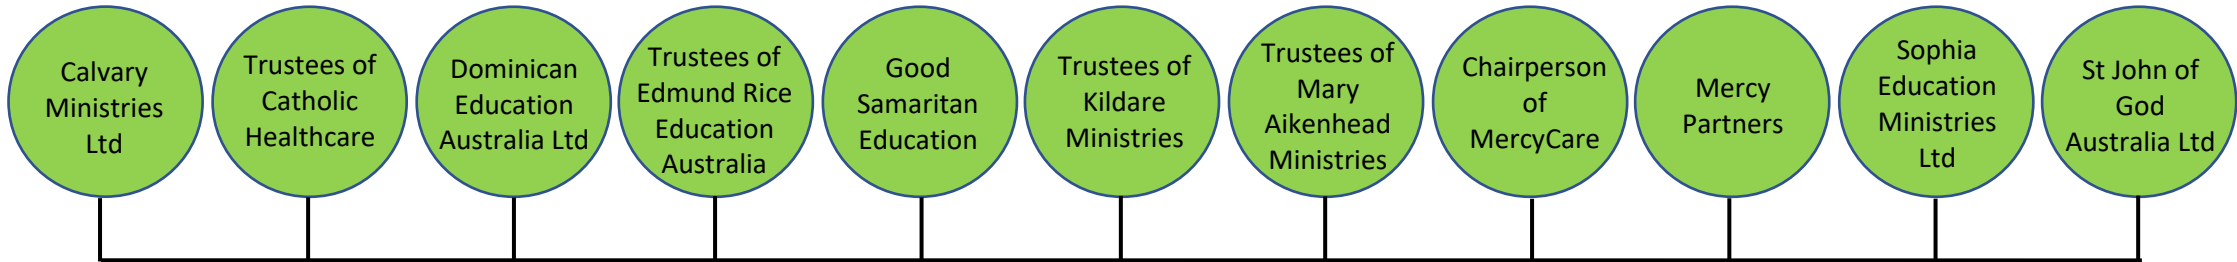 Calvary
Ministries
Ltd
Trustees of
Catholic
Healthcare
Dominican
Education
Australia Ltd
Trustees of
Edmund Rice
Education
Australia
Good
Samaritan
Education
Trustees of
Kildare
Ministries
Trustees of
Mary
Aikenhead
Ministries
Chairperson
of
MercyCare
Mercy
Partners
Sophia
Education
Ministries
Ltd
St John of
God
Australia Ltd